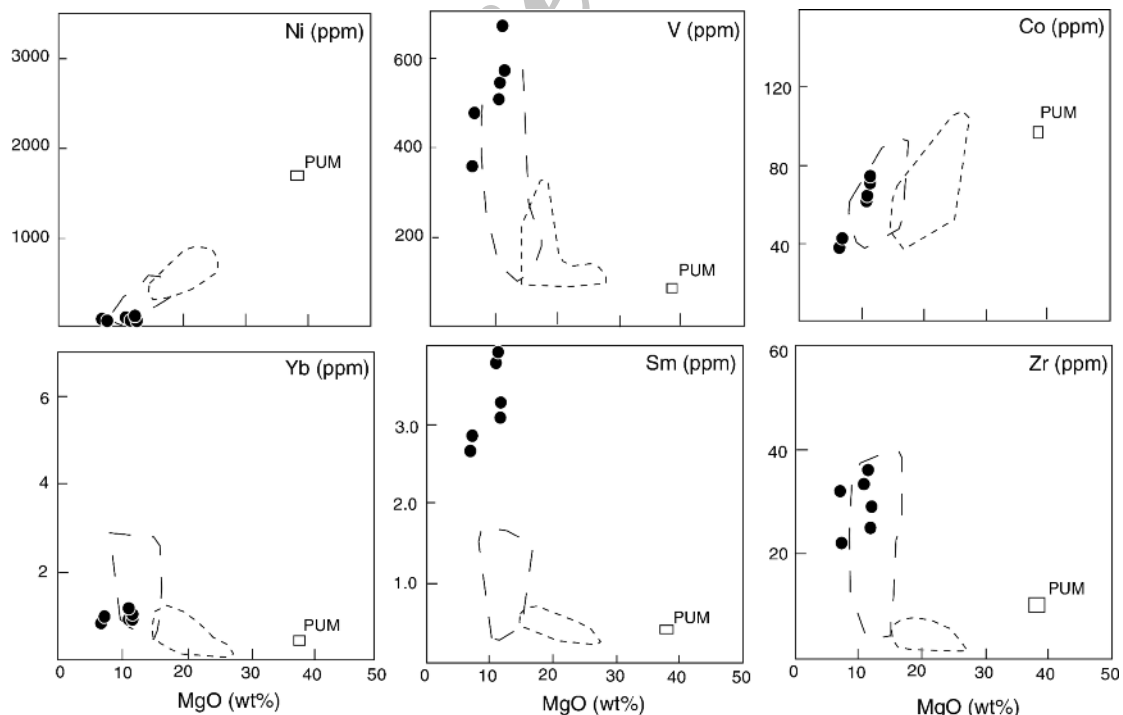 Ni (ppm)
3000
2000
1000
PUM
V (ppm)
600
400
200
PUM
Co (ppm)
120
80
40
PUM
Yb (ppm)
6
4
2
PUM
0 10 20 30 40 50
MgO (wt%)
Sm (ppm)
3.0
2.0
1.0
PUM
0 10 20 30 40 50
MgO (wt%)
Zr (ppm)
60
40
20
PUM
0 10 20 30 40 50
MgO (wt%)